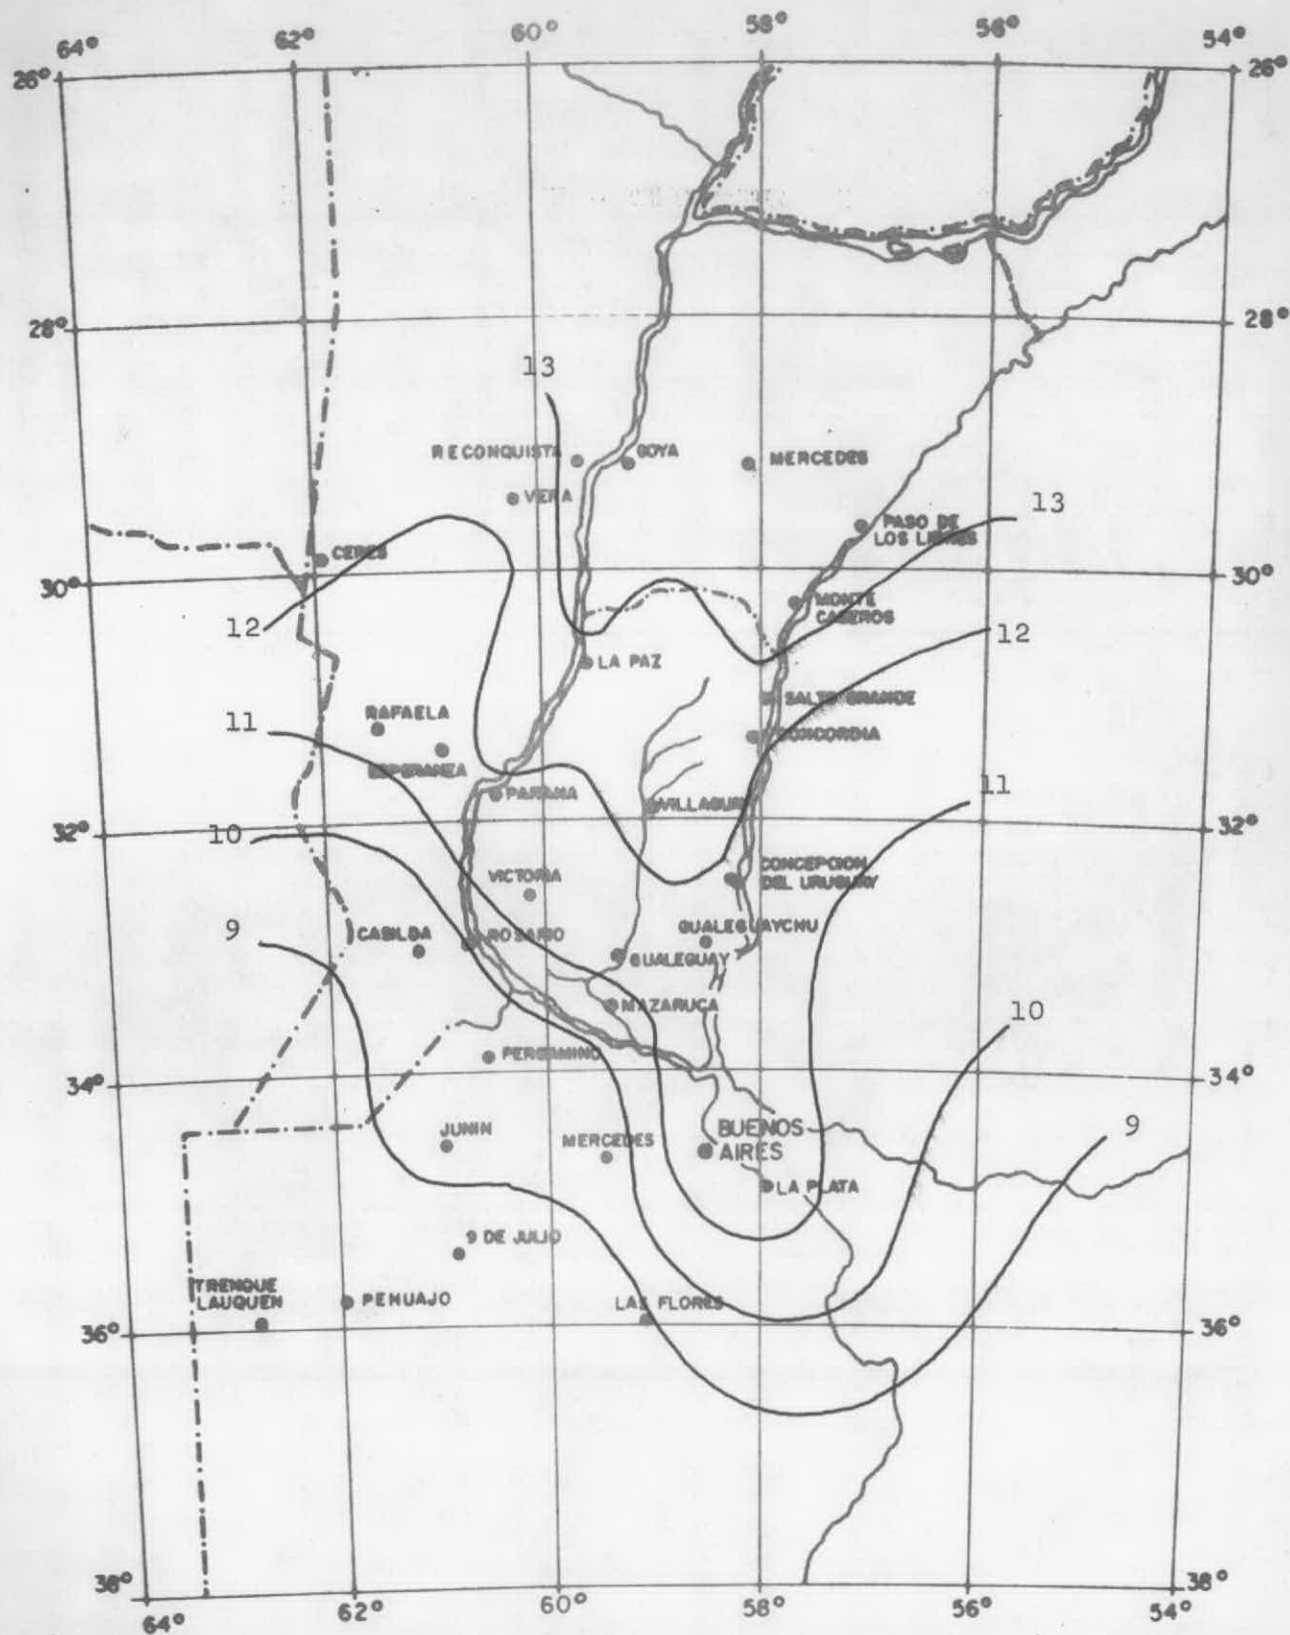 64° 62° 60° 58° 56° 54°
26° 26°
28° 28°
13
RECONQUISTA GOYA MERCEDES
VERA
13
PASO DE
LOS LIBRES
CERES
30° 30°
MONTE
CASEROS
12 12
LA PAZ
SALTO GRANDE
RAFAELA
11 CONCORDIA
ESPERANZA
11
PARANA VILLAGUAY
32° 32°
10
CONCEPCION
DEL URUGUAY
VICTORIA
GUALEGUAYCHU
9 CASILDA ROSARIO
GUALEGUAY
MAZARUCA 10
PERGAMINO
34° 34°
JUNIN MERCEDES BUENOS
AIRES
9
LA PLATA
9 DE JULIO
TRENQUE
LAUQUEN PEHUAJO LAS FLORES
36° 36°
38° 38°
64° 62° 60° 58° 56° 54°